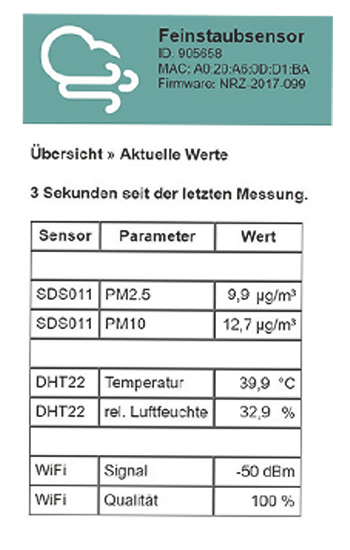 Feinstaubsensor
ID: 905658
MAC: A0:20:A6:0D:D1:BA
Firmware: NRZ-2017-099
Übersicht » Aktuelle Werte
3 Sekunden seit der letzten Messung.
Sensor Parameter Wert
SDS011 PM2.5 9,9 µg/m³
SDS011 PM10 12,7 µg/m³
DHT22 Temperatur 39,9 °C
DHT22 rel. Luftfeuchte 32,9 %
WiFi Signal -50 dBm
WiFi Qualität 100 %